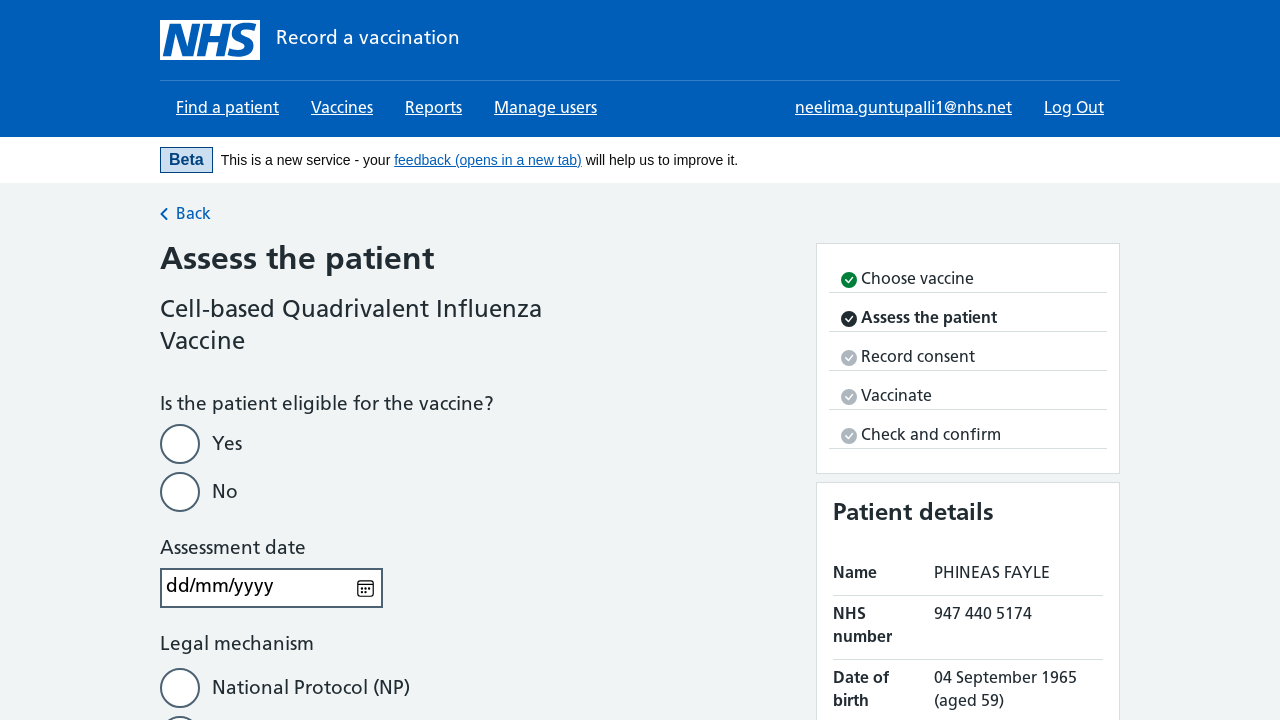 NHS Record a vaccination
Find a patient Vaccines Reports Manage users neelima.guntupalli1@nhs.net Log Out
Beta This is a new service - your feedback (opens in a new tab) will help us to improve it.
Back
Assess the patient
Cell-based Quadrivalent Influenza
Vaccine
Is the patient eligible for the vaccine?
Yes
No
Assessment date
dd/mm/yyyy
Legal mechanism
National Protocol (NP)
Choose vaccine
Assess the patient
Record consent
Vaccinate
Check and confirm
Patient details
Name PHINEAS FAYLE
NHS 947 440 5174
number
Date of 04 September 1965
birth (aged 59)